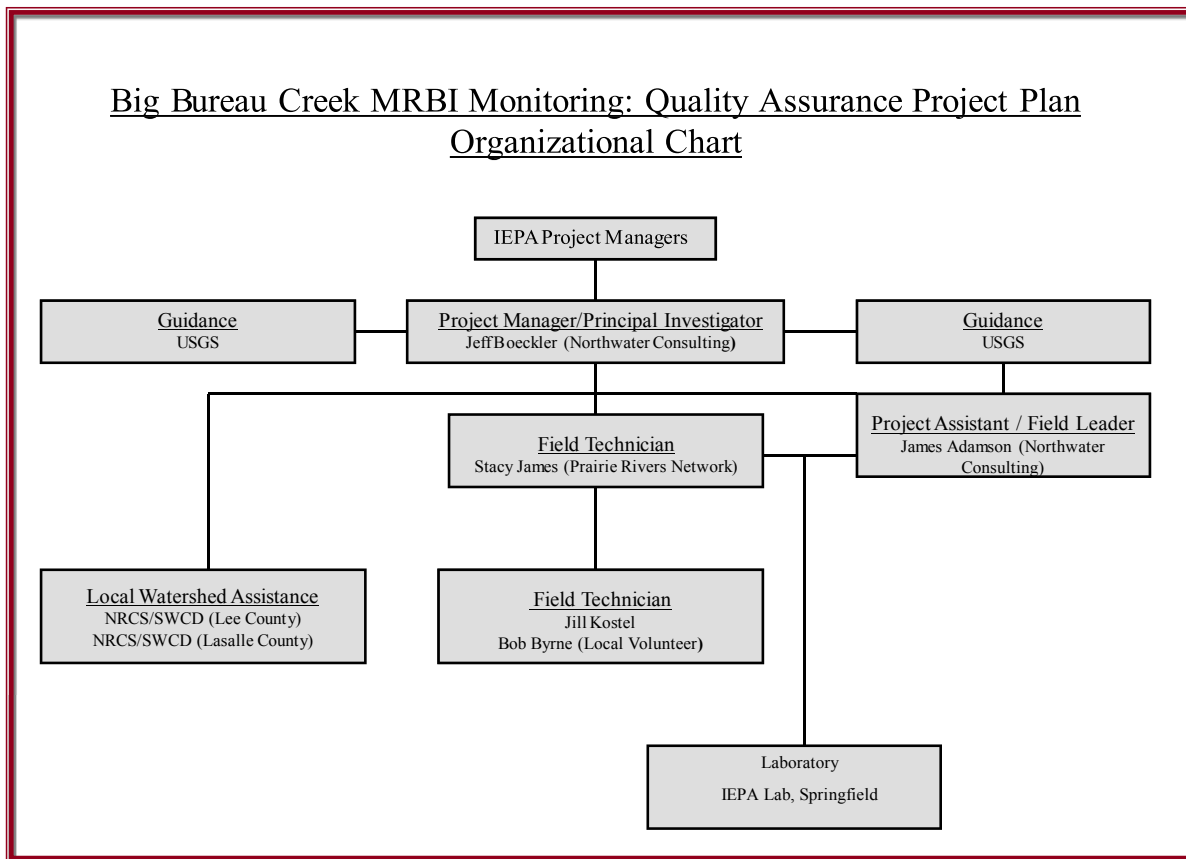 Big Bureau Creek MRBI Monitoring: Quality Assurance Project Plan
Organizational Chart
IEPA Project Managers
Guidance
USGS
Project Manager/Principal Investigator
Jeff Boeckler (Northwater Consulting)
Guidance
USGS
Field Technician
Stacy James (Prairie Rivers Network)
Project Assistant / Field Leader
James Adamson (Northwater
Consulting)
Local Watershed Assistance
NRCS/SWCD (Lee County)
NRCS/SWCD (Lasalle County)
Field Technician
Jill Kostel
Bob Byrne (Local Volunteer)
Laboratory
IEPA Lab, Springfield